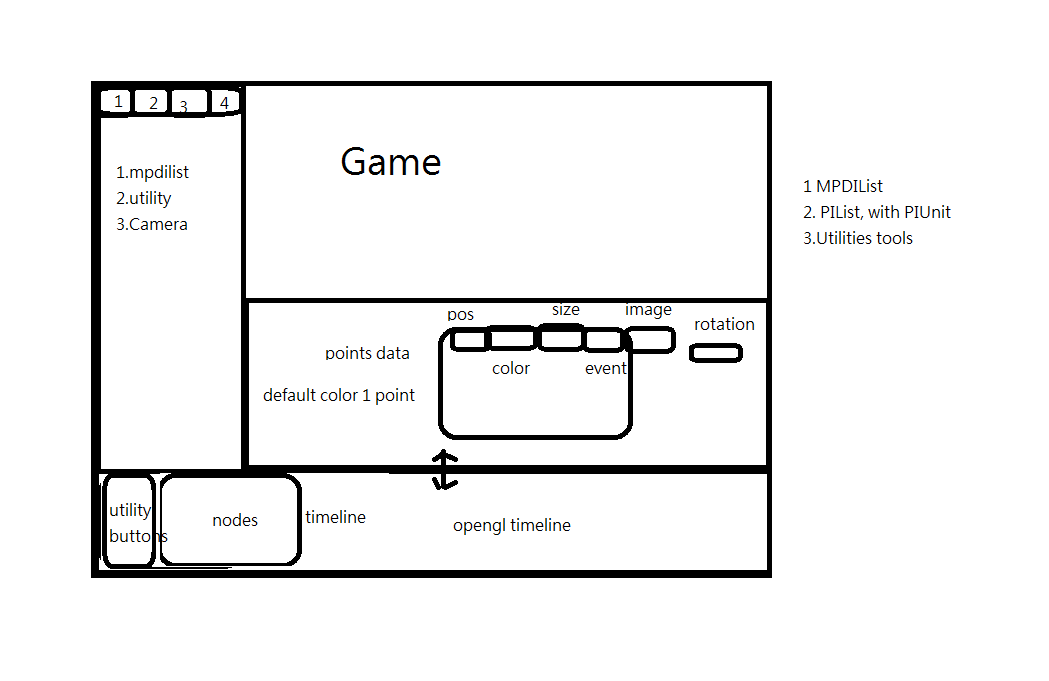 1 2 3 4
1.mpdilist
2.utility
3.Camera
Game
1 MPDIList
2. PIList, with PIUnit
3.Utilities tools
pos
size
image
rotation
points data
color
event
default color 1 point
utility
buttons
nodes
timeline
opengl timeline